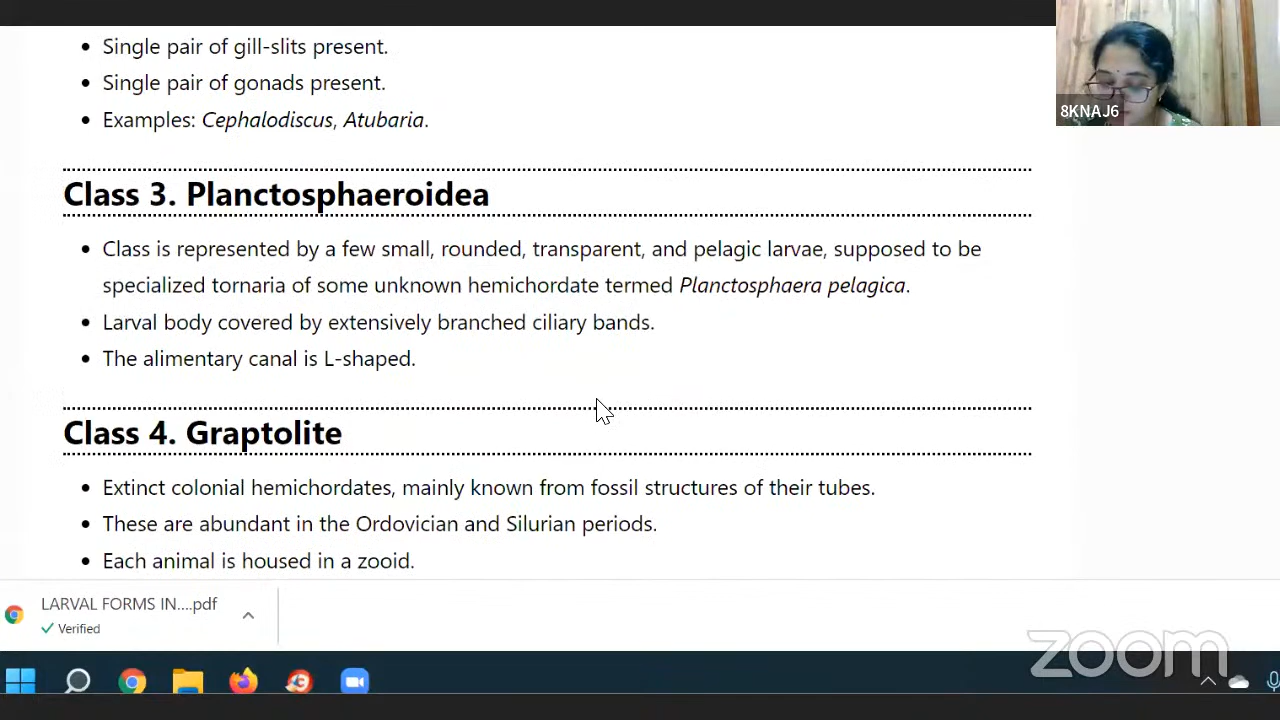 Single pair of gill-slits present.
Single pair of gonads present.
Examples: Cephalodiscus, Atubaria.
8KNAJ6
Class 3. Planctosphaeroidea
Class is represented by a few small, rounded, transparent, and pelagic larvae, supposed to be
specialized tornaria of some unknown hemichordate termed Planctosphaera pelagica.
Larval body covered by extensively branched ciliary bands.
The alimentary canal is L-shaped.
Class 4. Graptolite
Extinct colonial hemichordates, mainly known from fossil structures of their tubes.
These are abundant in the Ordovician and Silurian periods.
Each animal is housed in a zooid.
LARVAL FORMS IN....pdf
Verified
zoom